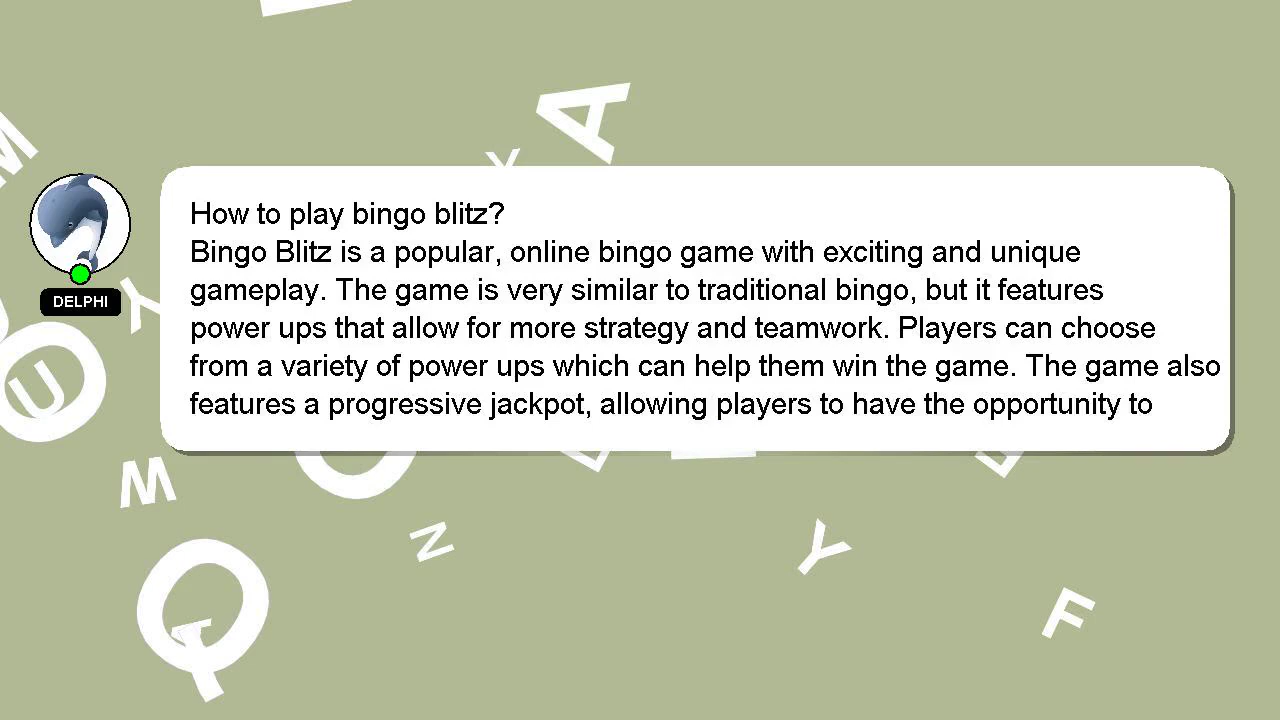 How to play bingo blitz?
Bingo Blitz is a popular, online bingo game with exciting and unique
gameplay. The game is very similar to traditional bingo, but it features
power ups that allow for more strategy and teamwork. Players can choose
from a variety of power ups which can help them win the game. The game also
features a progressive jackpot, allowing players to have the opportunity to
DELPHI
A
Y
M
Y
O
U
W
Z
Q
T
Y
F